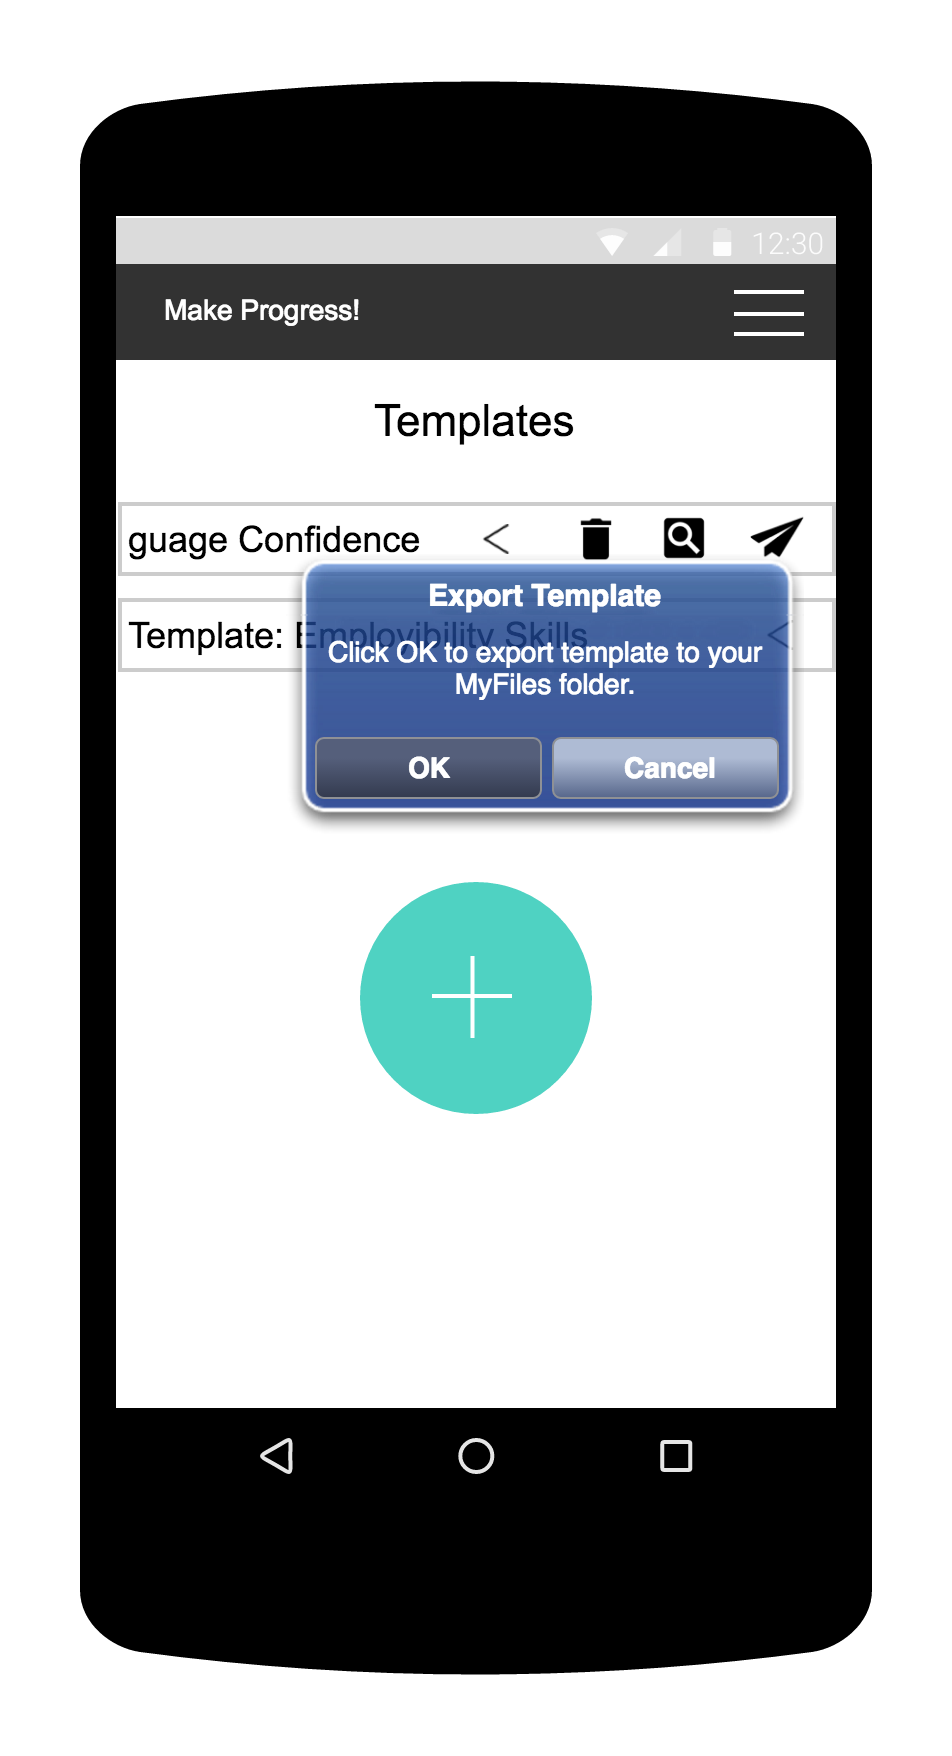 12:30
Make Progress!
Templates
guage Confidence
Template: Employibility Skills
Export Template
Click OK to export template to your
MyFiles folder.
OK
Cancel